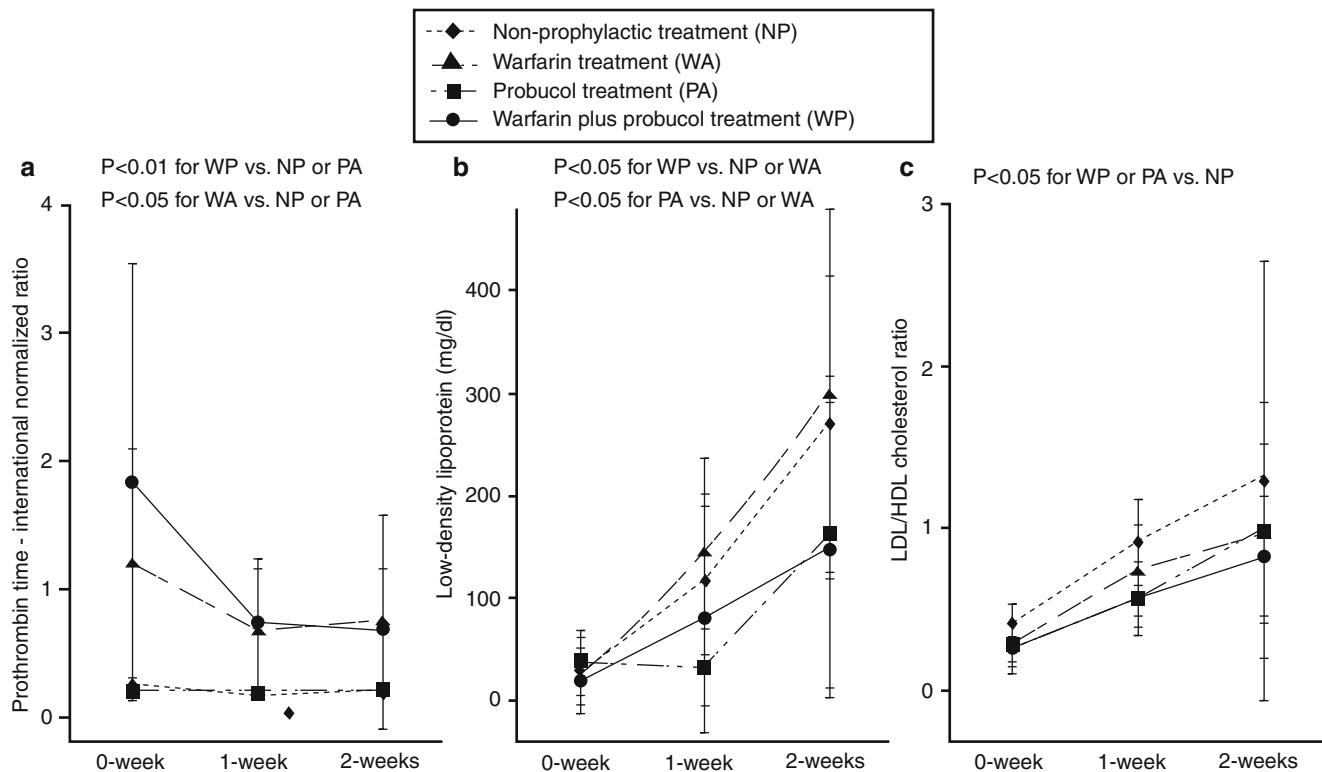 Non-prophylactic treatment (NP)
Warfarin treatment (WA)
Probucol treatment (PA)
Warfarin plus probucol treatment (WP)
a
P<0.01 for WP vs. NP or PA
P<0.05 for WA vs. NP or PA
Prothrombin time - international normalized ratio
4
3
2
1
0
0-week 1-week 2-weeks
b
P<0.05 for WP vs. NP or WA
P<0.05 for PA vs. NP or WA
Low-density lipoprotein (mg/dl)
400
300
200
100
0
0-week 1-week 2-weeks
c
P<0.05 for WP or PA vs. NP
LDL/HDL cholesterol ratio
3
2
1
0
0-week 1-week 2-weeks